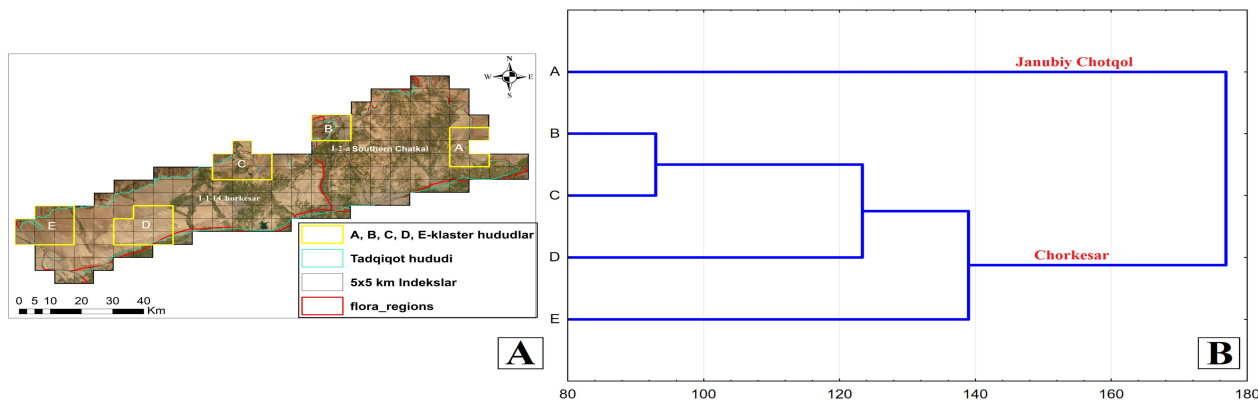 N
W E
S
B
A
1-2-a Southern Chatkal
C
1-1-f Chorkesar
E
D
A, B, C, D, E-klaster hududlar
Tadqiqot hududi
5x5 km Indekslar
flora_regions
0 5 10 20 30 40
Km
A
A
B
C
D
E
Janubiy Chotqol
Chorkesar
B
80 100 120 140 160 180